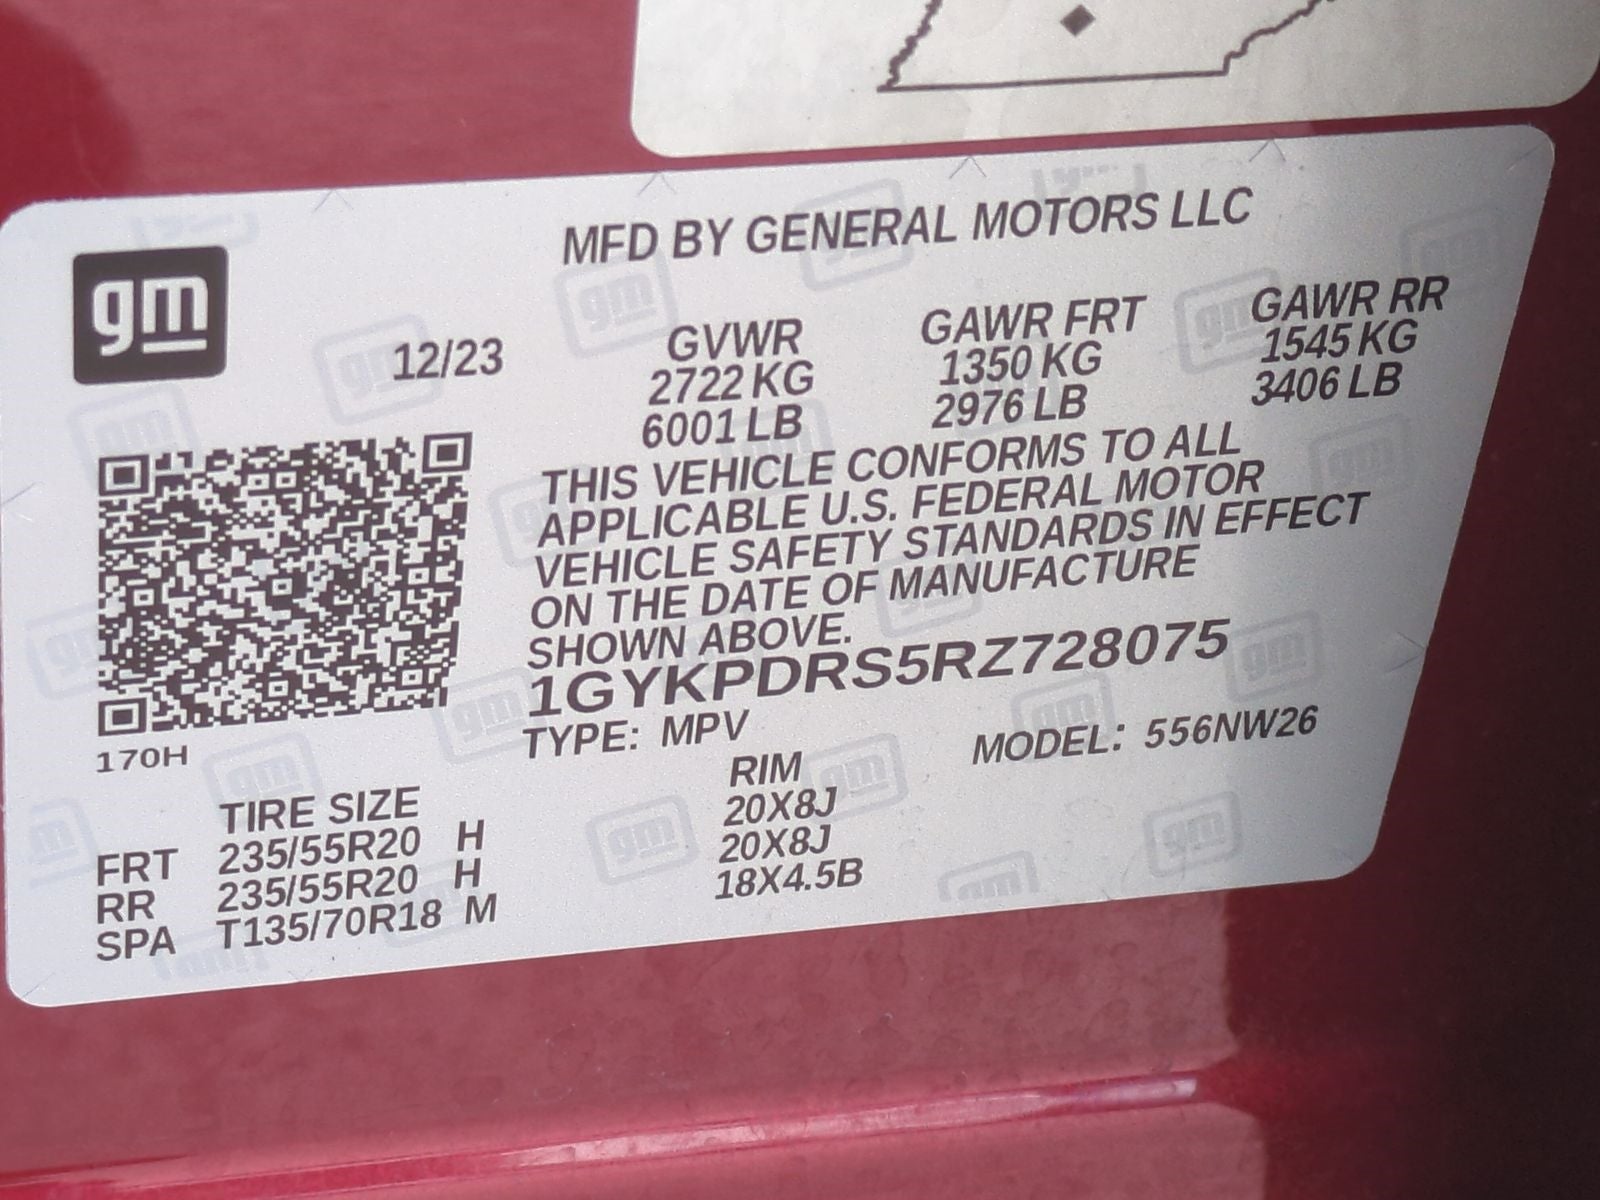 gm
MFD BY GENERAL MOTORS LLC
12/23
GVWR GAWR FRT GAWR RR
2722 KG 1350 KG 1545 KG
6001 LB 2976 LB 3406 LB
THIS VEHICLE CONFORMS TO ALL
APPLICABLE U.S. FEDERAL MOTOR
VEHICLE SAFETY STANDARDS IN EFFECT
ON THE DATE OF MANUFACTURE
SHOWN ABOVE.
1GYKPDRS5RZ728075
TYPE: MPV MODEL: 556NW26
170H
TIRE SIZE RIM
FRT 235/55R20 H 20X8J
RR 235/55R20 H 20X8J
SPA T135/70R18 M 18X4.5B